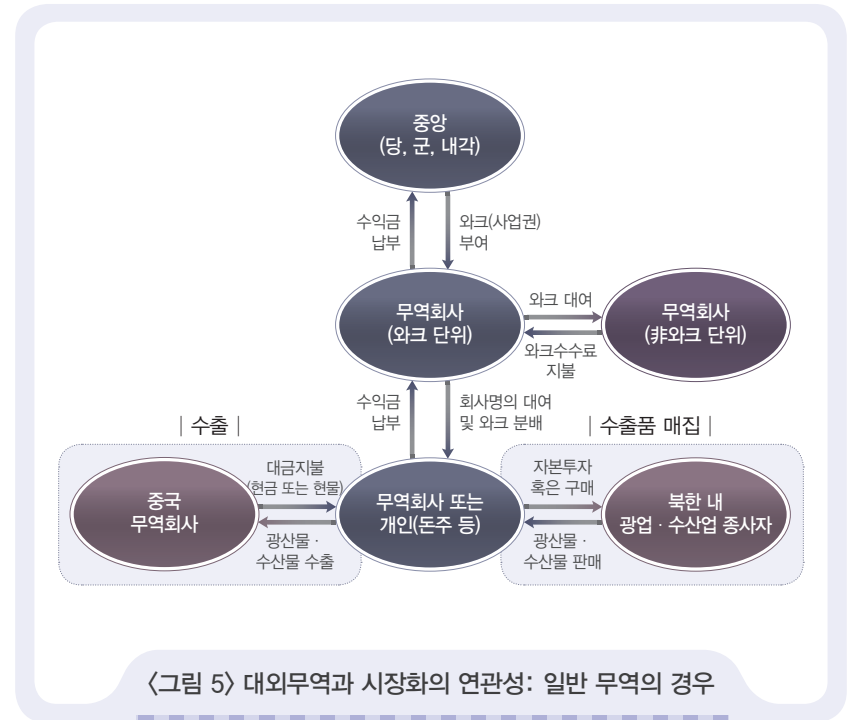 중앙
(당, 군, 내각)
수익금
납부
와크(사업권)
부여
무역회사
(와크 단위)
와크 대여
와크수수료
지불
무역회사
(非와크 단위)
수익금
납부
회사명의 대여
및 와크 분배
| 수출 |
| 수출품 매집 |
중국
무역회사
대금지불
(현금 또는 현물)
광산물 ·
수산물 수출
무역회사 또는
개인(돈주 등)
자본투자
혹은 구매
광산물 ·
수산물 판매
북한 내
광업 · 수산업 종사자
〈그림 5〉 대외무역과 시장화의 연관성: 일반 무역의 경우